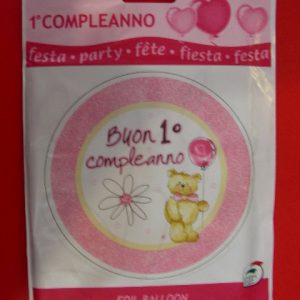 1° COMPLEANNO
festa • party • fête • fiesta • festa
Buon 1°
compleanno
FOIL BALLOON